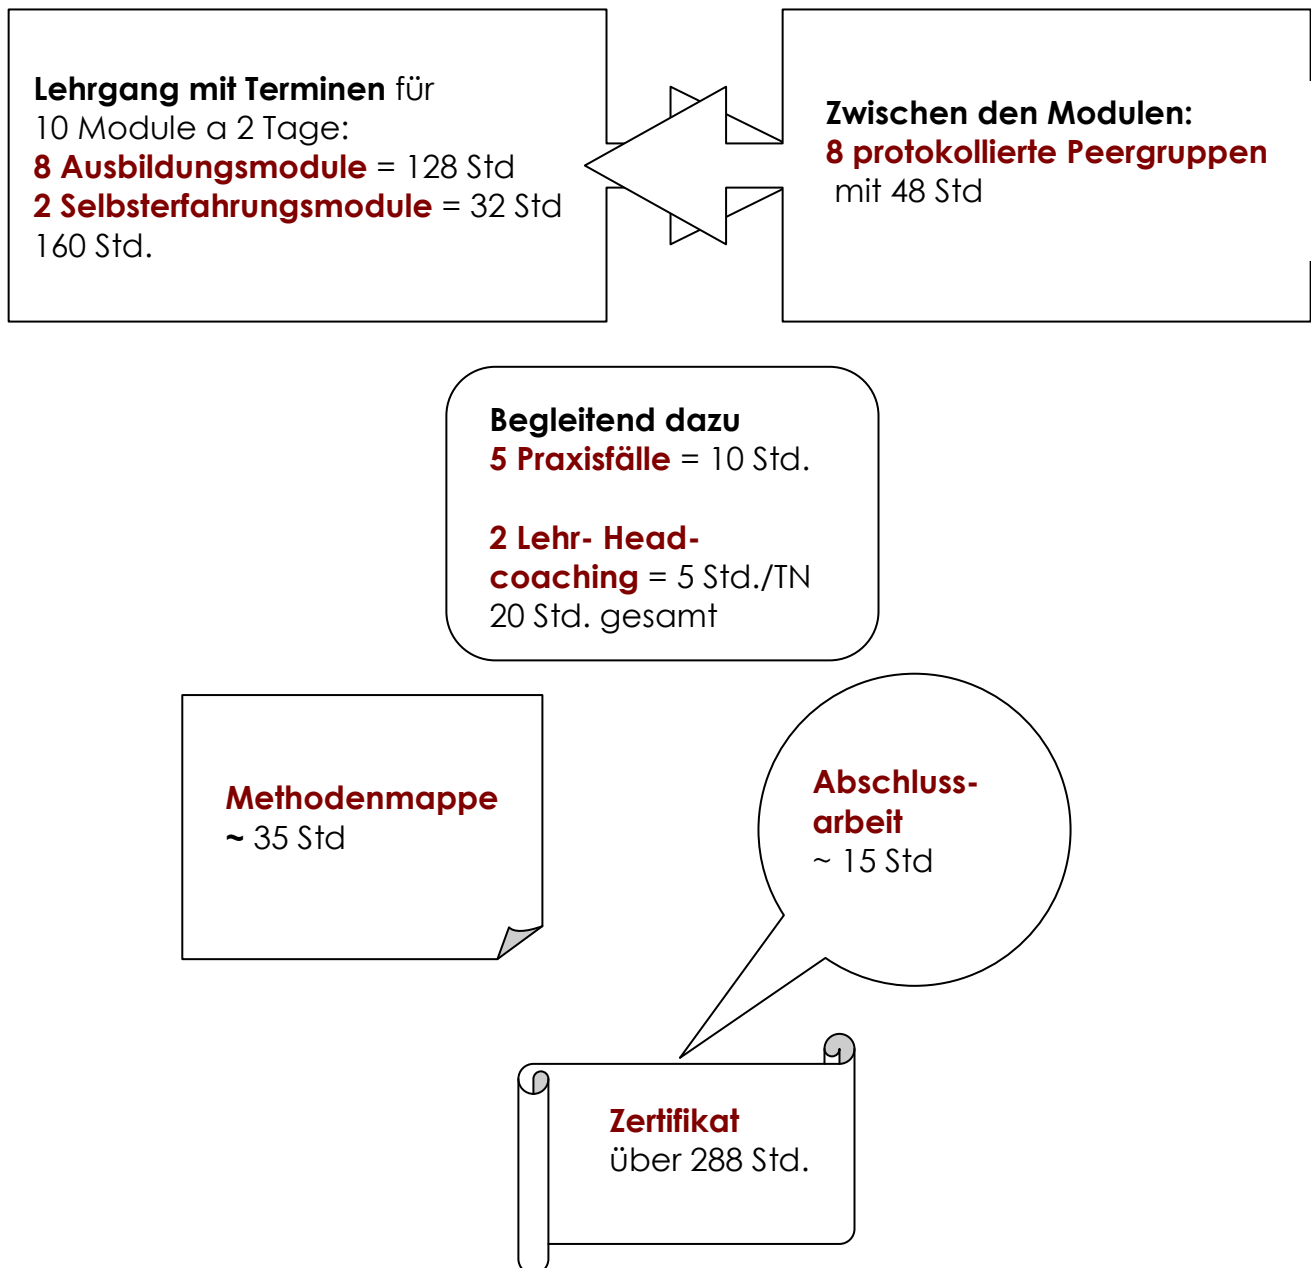 Lehrgang mit Terminen für
10 Module a 2 Tage:
8 Ausbildungsmodule = 128 Std
2 Selbsterfahrungsmodule = 32 Std
160 Std.
Zwischen den Modulen:
8 protokollierte Peergruppen
mit 48 Std
Begleitend dazu
5 Praxisfälle = 10 Std.
2 Lehr- Head-
coaching = 5 Std./TN
20 Std. gesamt
Methodenmappe
~ 35 Std
Abschluss-
arbeit
~ 15 Std
Zertifikat
über 288 Std.